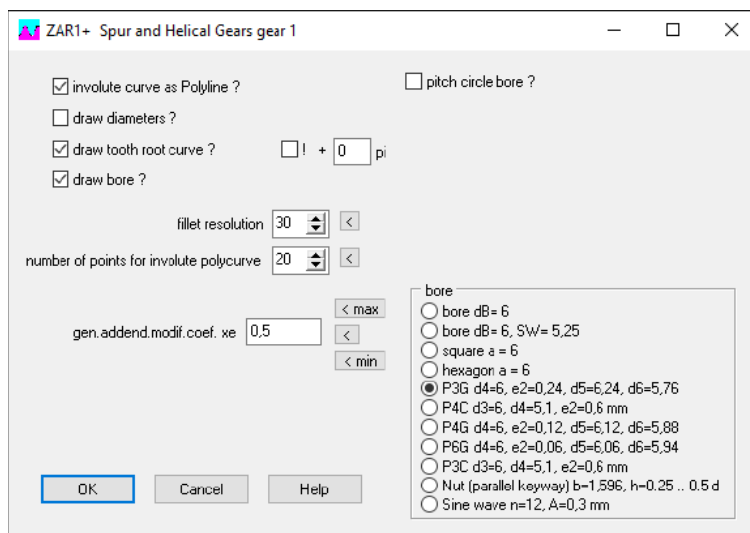 ZAR1+ Spur and Helical Gears gear 1
involute curve as Polyline ?
pitch circle bore ?
draw diameters ?
draw tooth root curve ?
! + 0 pi
draw bore ?
fillet resolution 30 <
number of points for involute polycurve 20 <
< max
gen.addend.modif.coef. xe 0,5 <
< min
bore
bore dB= 6
bore dB= 6, SW= 5,25
square a = 6
hexagon a = 6
P3G d4=6, e2=0,24, d5=6,24, d6=5,76
P4C d3=6, d4=5,1, e2=0,6 mm
P4G d4=6, e2=0,12, d5=6,12, d6=5,88
P6G d4=6, e2=0,06, d5=6,06, d6=5,94
P3C d3=6, d4=5,1, e2=0,6 mm
Nut (parallel keyway) b=1,596, h=0.25 .. 0.5 d
Sine wave n=12, A=0,3 mm
OK Cancel Help